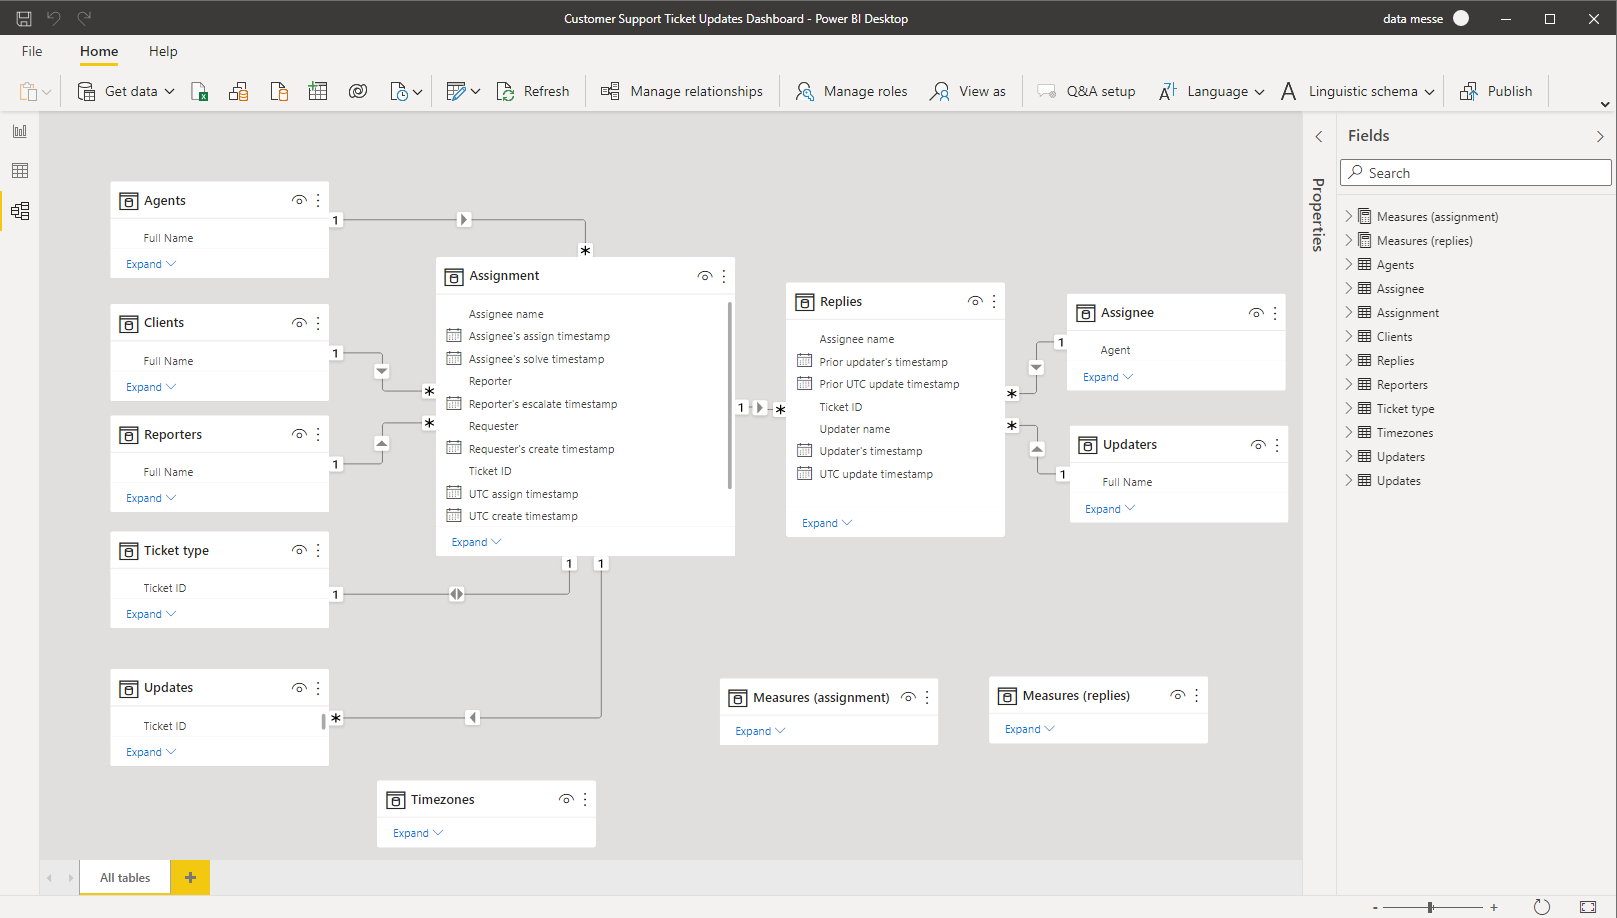 Customer Support Ticket Updates Dashboard - Power BI Desktop
data messe
File Home Help
Get data
Refresh
Manage relationships
Manage roles
View as
Q&A setup
Language
Linguistic schema
Publish
Agents
Full Name
Expand
Clients
Full Name
Expand
Reporters
Full Name
Expand
Ticket type
Ticket ID
Expand
Updates
Ticket ID
Expand
1
1
1
1
*
1
*
*
*
1
1
Assignment
Assignee name
Assignee's assign timestamp
Assignee's solve timestamp
Reporter
Reporter's escalate timestamp
Requester
Requester's create timestamp
Ticket ID
UTC assign timestamp
UTC create timestamp
Expand
1
*
Replies
Assignee name
Prior updater's timestamp
Prior UTC update timestamp
Ticket ID
Updater name
Updater's timestamp
UTC update timestamp
Expand
*
*
1
1
Assignee
Agent
Expand
Updaters
Full Name
Expand
Measures (assignment)
Expand
Measures (replies)
Expand
Timezones
Expand
Properties
Fields
Search
Measures (assignment)
Measures (replies)
Agents
Assignee
Assignment
Clients
Replies
Reporters
Ticket type
Timezones
Updaters
Updates
All tables
+
- +